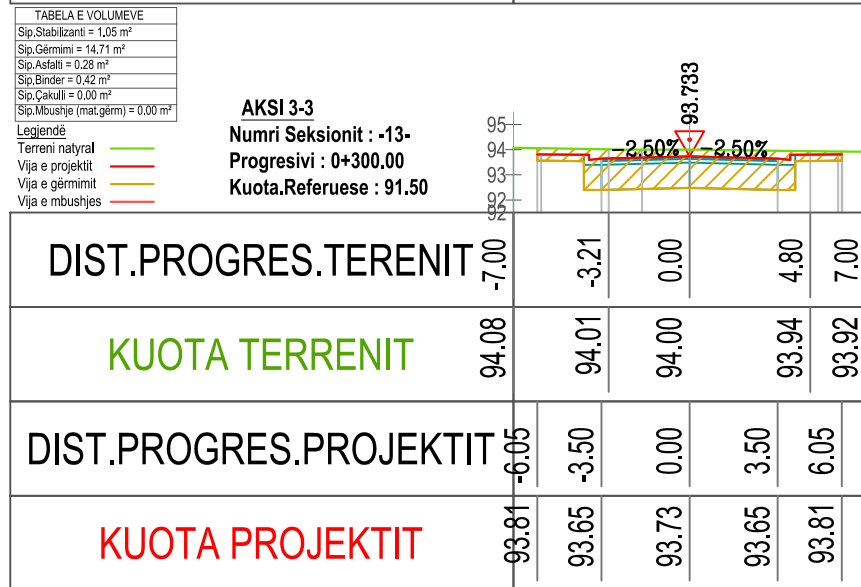 TABELA E VOLUMEVE
Sip.Stabilizanti = 1.05 m²
Sip.Gërmimi = 14.71 m²
Sip.Asfalti = 0.28 m²
Sip.Binder = 0.42 m²
Sip.Çakulli = 0.00 m²
Sip.Mbushje (mat.gërm) = 0.00 m²
Legjendë
Terreni natyral
Vija e projektit
Vija e gërmimit
Vija e mbushjes
AKSI 3-3
Numri Seksionit : -13-
Progresivi : 0+300.00
Kuota.Referuese : 91.50
93.733
−2.50% −2.50%
95
94
93
92
92
DIST.PROGRES.TERENIT -7.00 -3.21 0.00 4.80 7.00
KUOTA TERRENIT 94.08 94.01 94.00 93.94 93.92
DIST.PROGRES.PROJEKTIT -6.05 -3.50 0.00 3.50 6.05
KUOTA PROJEKTIT 93.81 93.65 93.73 93.65 93.81